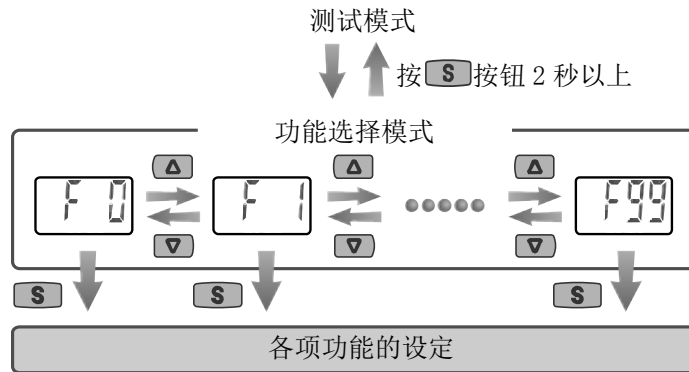 测试模式
按 S 按钮 2 秒以上
功能选择模式
F 0 F 1 F99
S S S
各项功能的设定